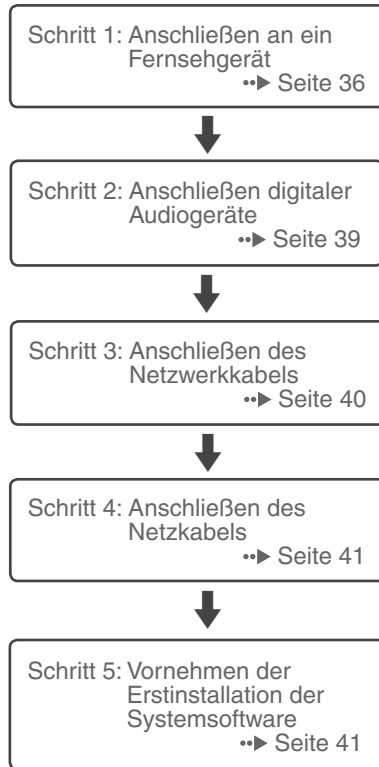 Schritt 1: Anschließen an ein
Fernsehgerät
••▶ Seite 36
Schritt 2: Anschließen digitaler
Audiogeräte
••▶ Seite 39
Schritt 3: Anschließen des
Netzwerkkabels
••▶ Seite 40
Schritt 4: Anschließen des
Netzkabels
••▶ Seite 41
Schritt 5: Vornehmen der
Erstinstallation der
Systemsoftware
••▶ Seite 41